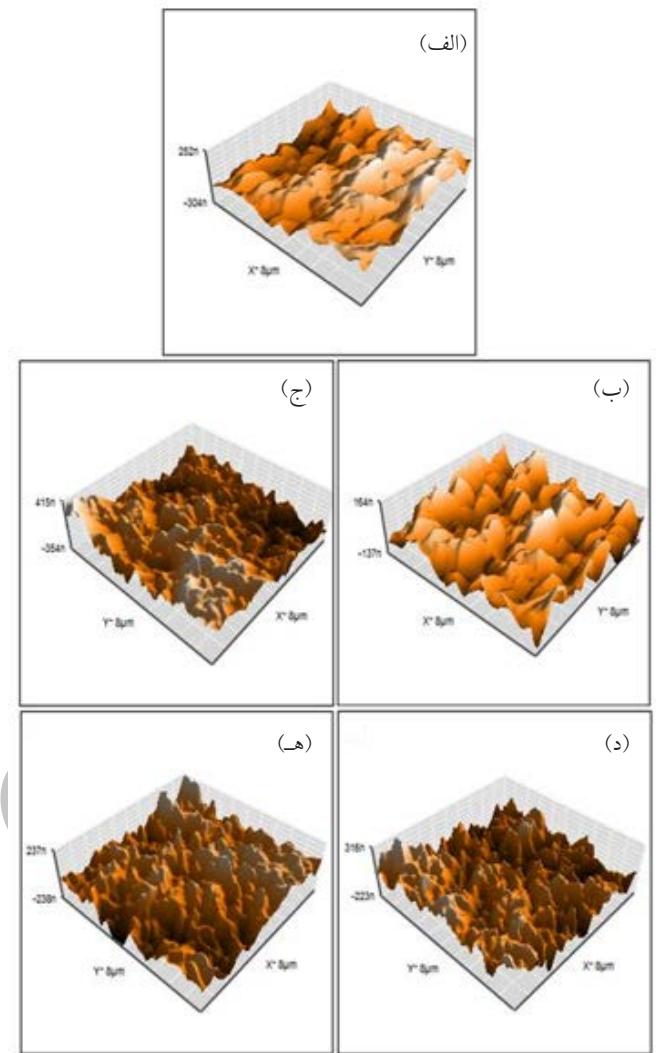 (الف)
252n
-304n
X* 8µm
Y* 8µm
(ب)
164n
-137n
X* 8µm
Y* 8µm
(ج)
415n
-354n
Y* 8µm
X* 8µm
(د)
316n
-223n
Y* 8µm
X* 8µm
(هـ)
237n
-238n
Y* 8µm
X* 8µm